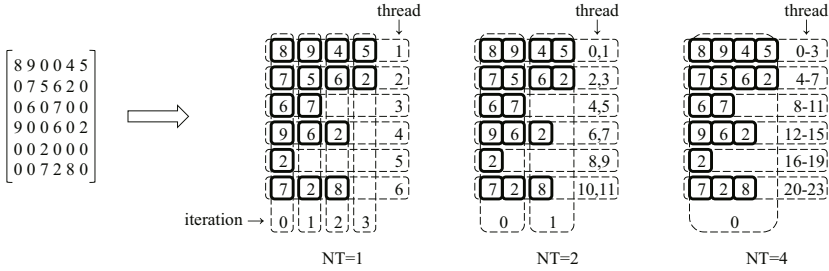 thread thread thread
8 9 0 0 4 5
0 7 5 6 2 0
0 6 0 7 0 0
9 0 0 6 0 2
0 0 2 0 0 0
0 0 7 2 8 0
8 9 4 5 1
7 5 6 2 2
6 7 3
9 6 2 4
2 5
7 2 8 6
iteration → 0 1 2 3
NT=1
8 9 4 5 0,1
7 5 6 2 2,3
6 7 4,5
9 6 2 6,7
2 8,9
7 2 8 10,11
0 1
NT=2
8 9 4 5 0-3
7 5 6 2 4-7
6 7 8-11
9 6 2 12-15
2 16-19
7 2 8 20-23
0
NT=4